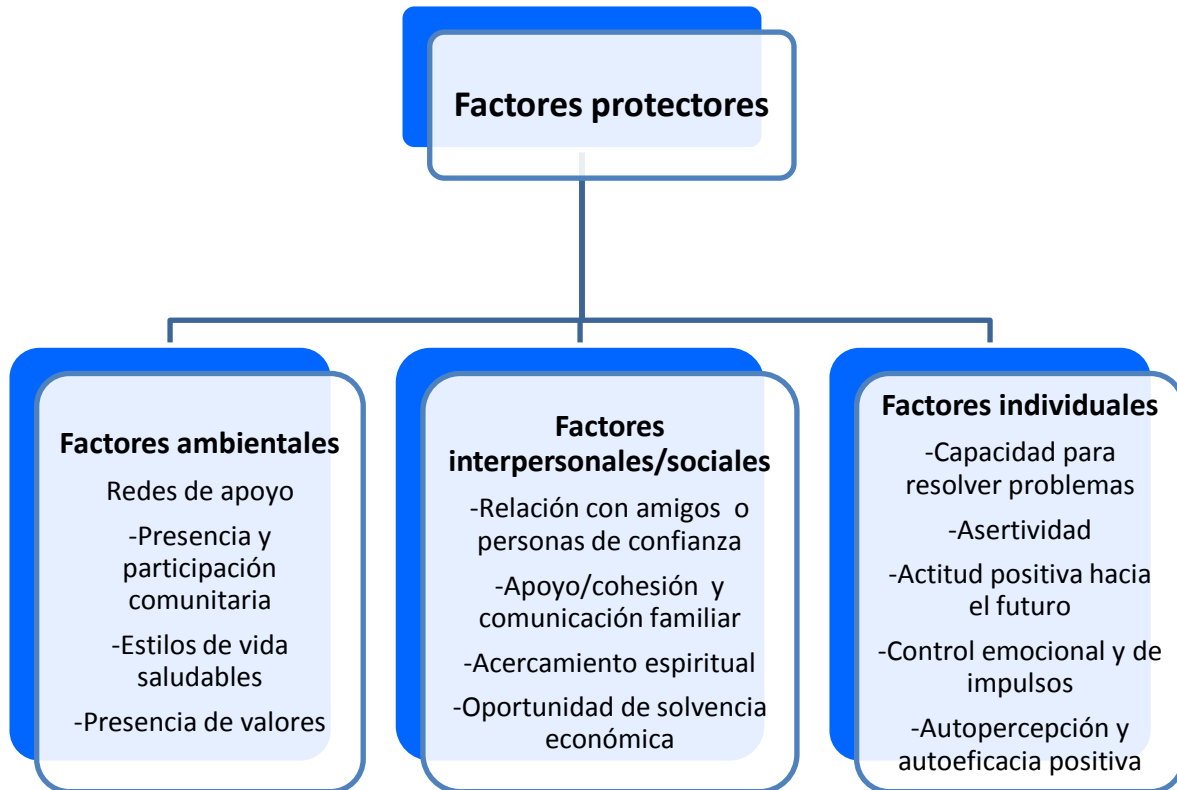 Factores protectores
Factores ambientales
Redes de apoyo
-Presencia y
participación
comunitaria
-Estilos de vida
saludables
-Presencia de valores
Factores
interpersonales/sociales
-Relación con amigos o
personas de confianza
-Apoyo/cohesión y
comunicación familiar
-Acercamiento espiritual
-Oportunidad de solvencia
económica
Factores individuales
-Capacidad para
resolver problemas
-Asertividad
-Actitud positiva hacia
el futuro
-Control emocional y de
impulsos
-Autopercepción y
autoeficacia positiva